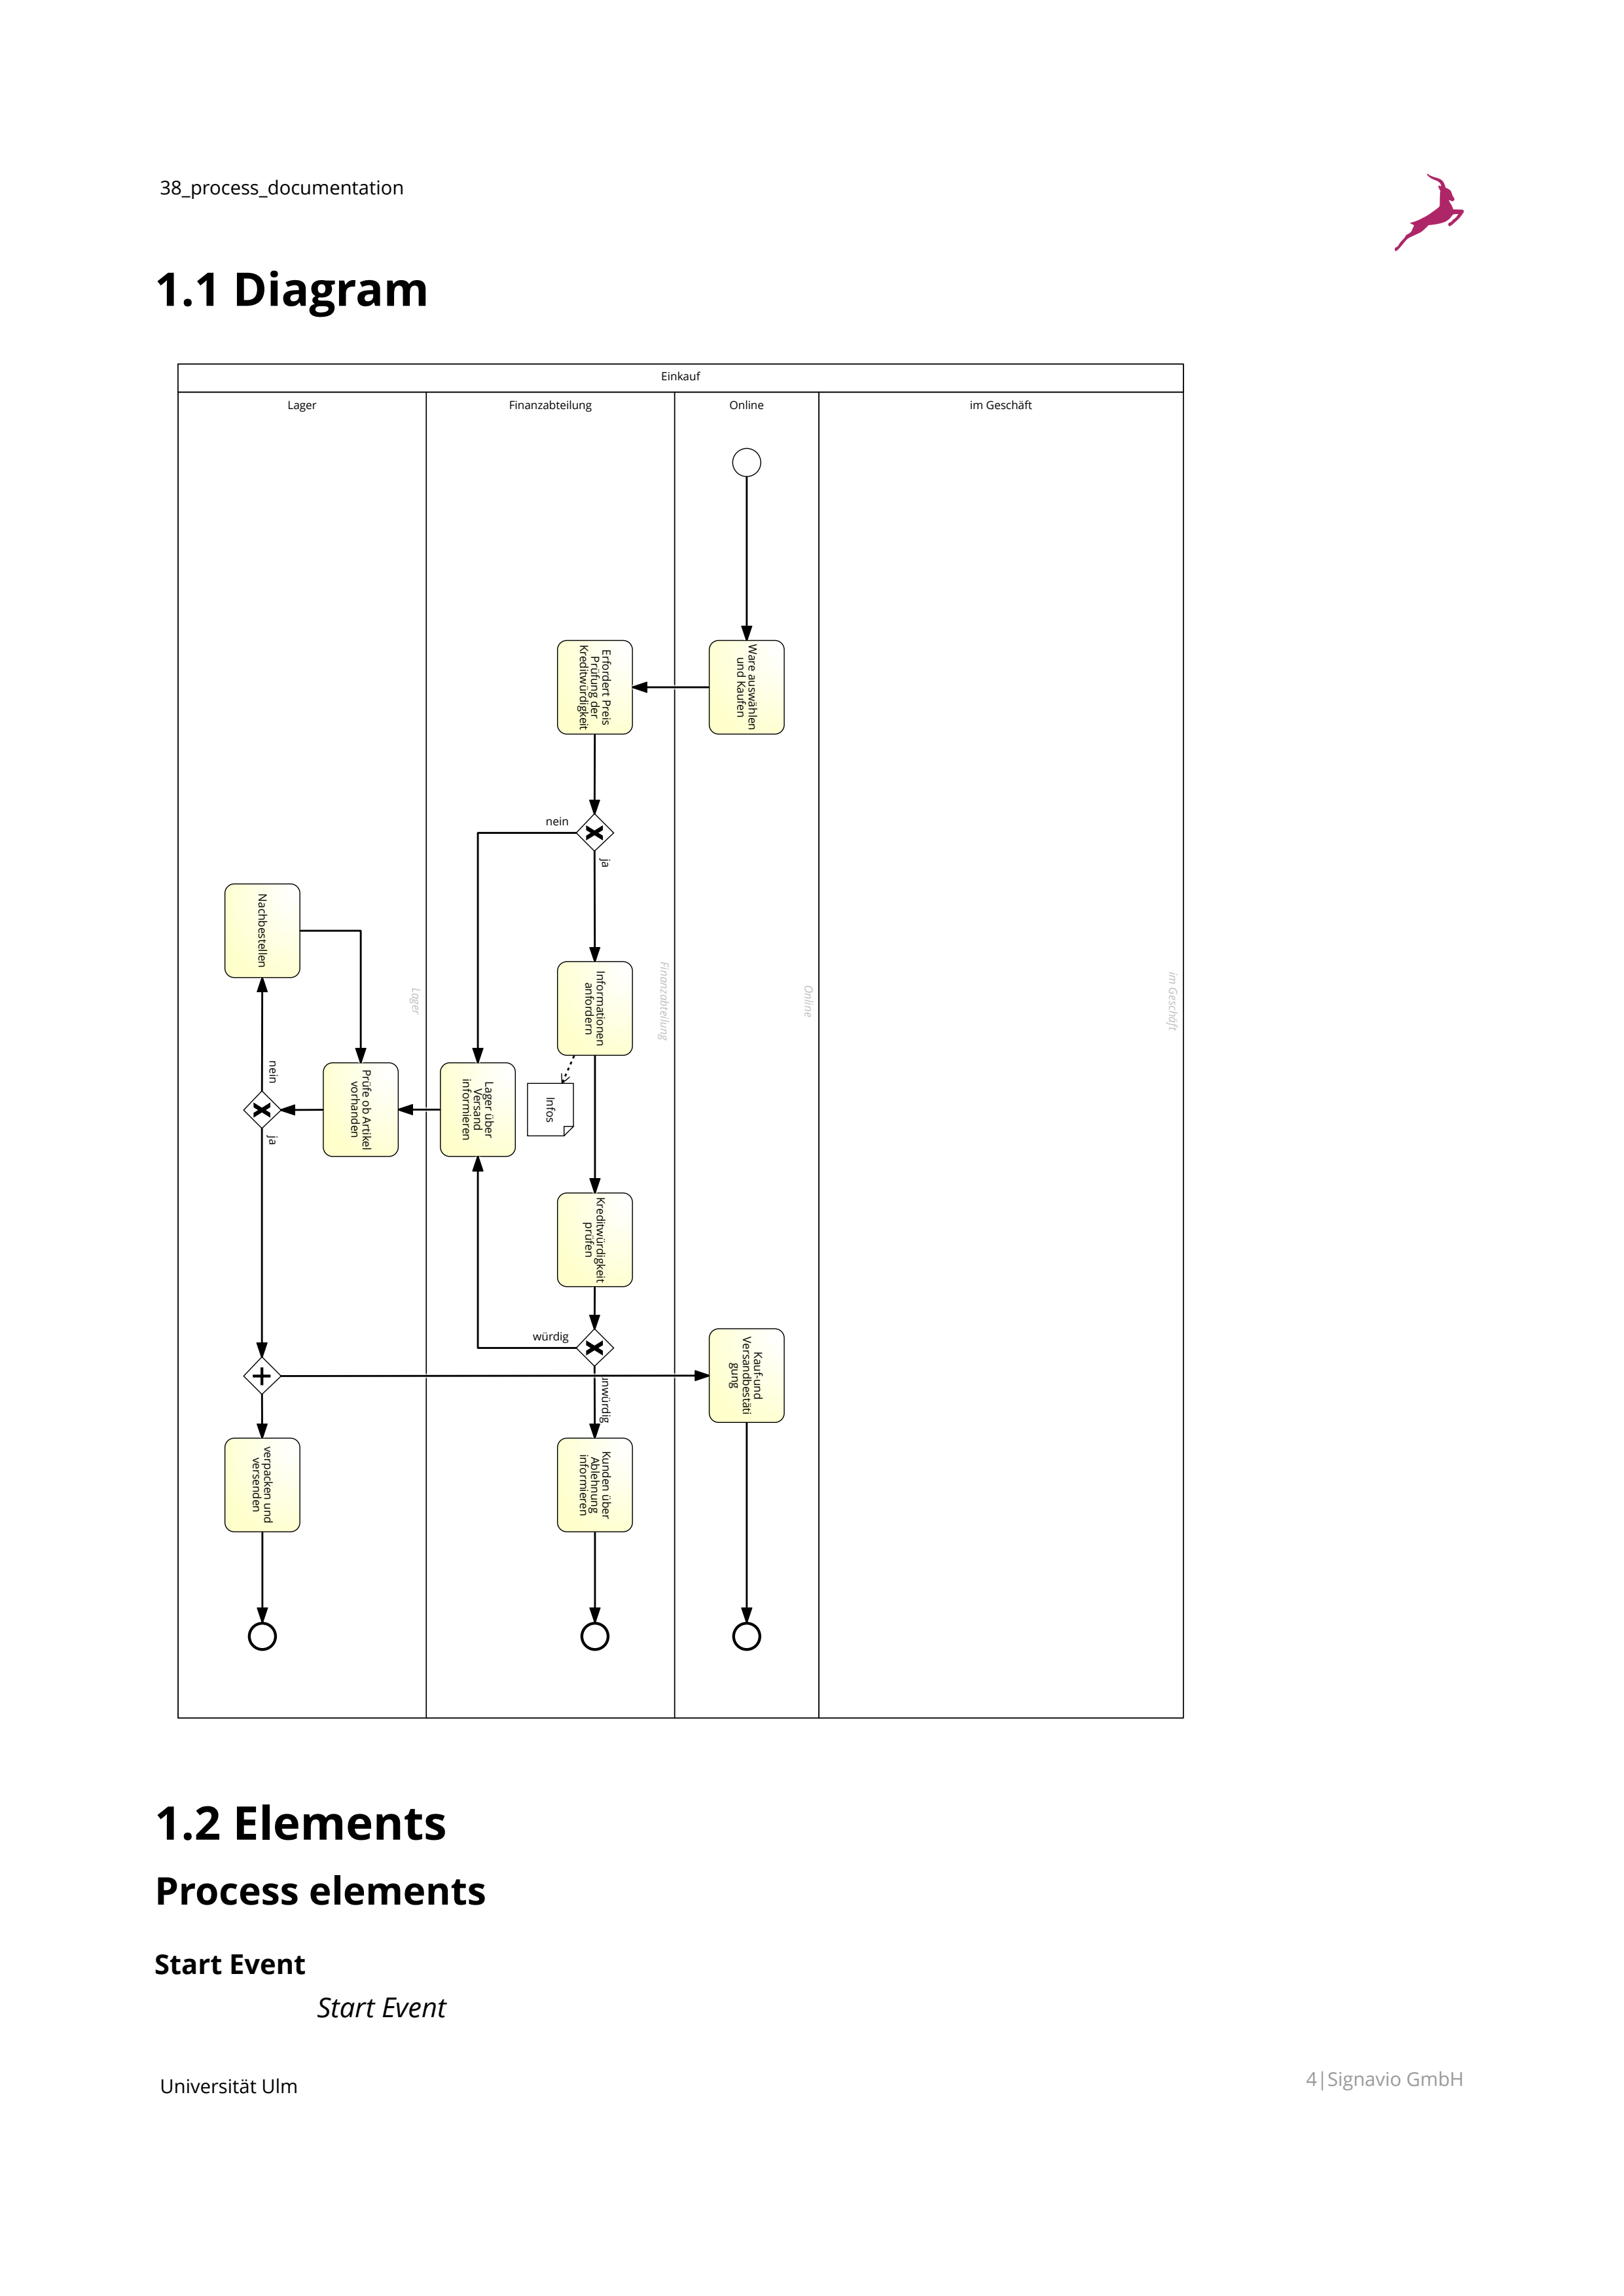 38_process_documentation
1.1 Diagram
Einkauf
Lager
Finanzabteilung
Online
im Geschäft
Ware auswählen
und Kaufen
Erfordert Preis
Prüfung der
Kreditwürdigkeit
nein
ja
Nachbestellen
Informationen
anfordern
Lager
Finanzabteilung
Online
im Geschäft
nein
ja
Prüfe ob Artikel
vorhanden
Lager über
Versand
informieren
Infos
Kreditwürdigkeit
prüfen
würdig
unwürdig
Kauf-und
Versandbestäti
gung
verpacken und
versenden
Kunden über
Ablehnung
informieren
1.2 Elements
Process elements
Start Event
Start Event
Universität Ulm
4|Signavio GmbH